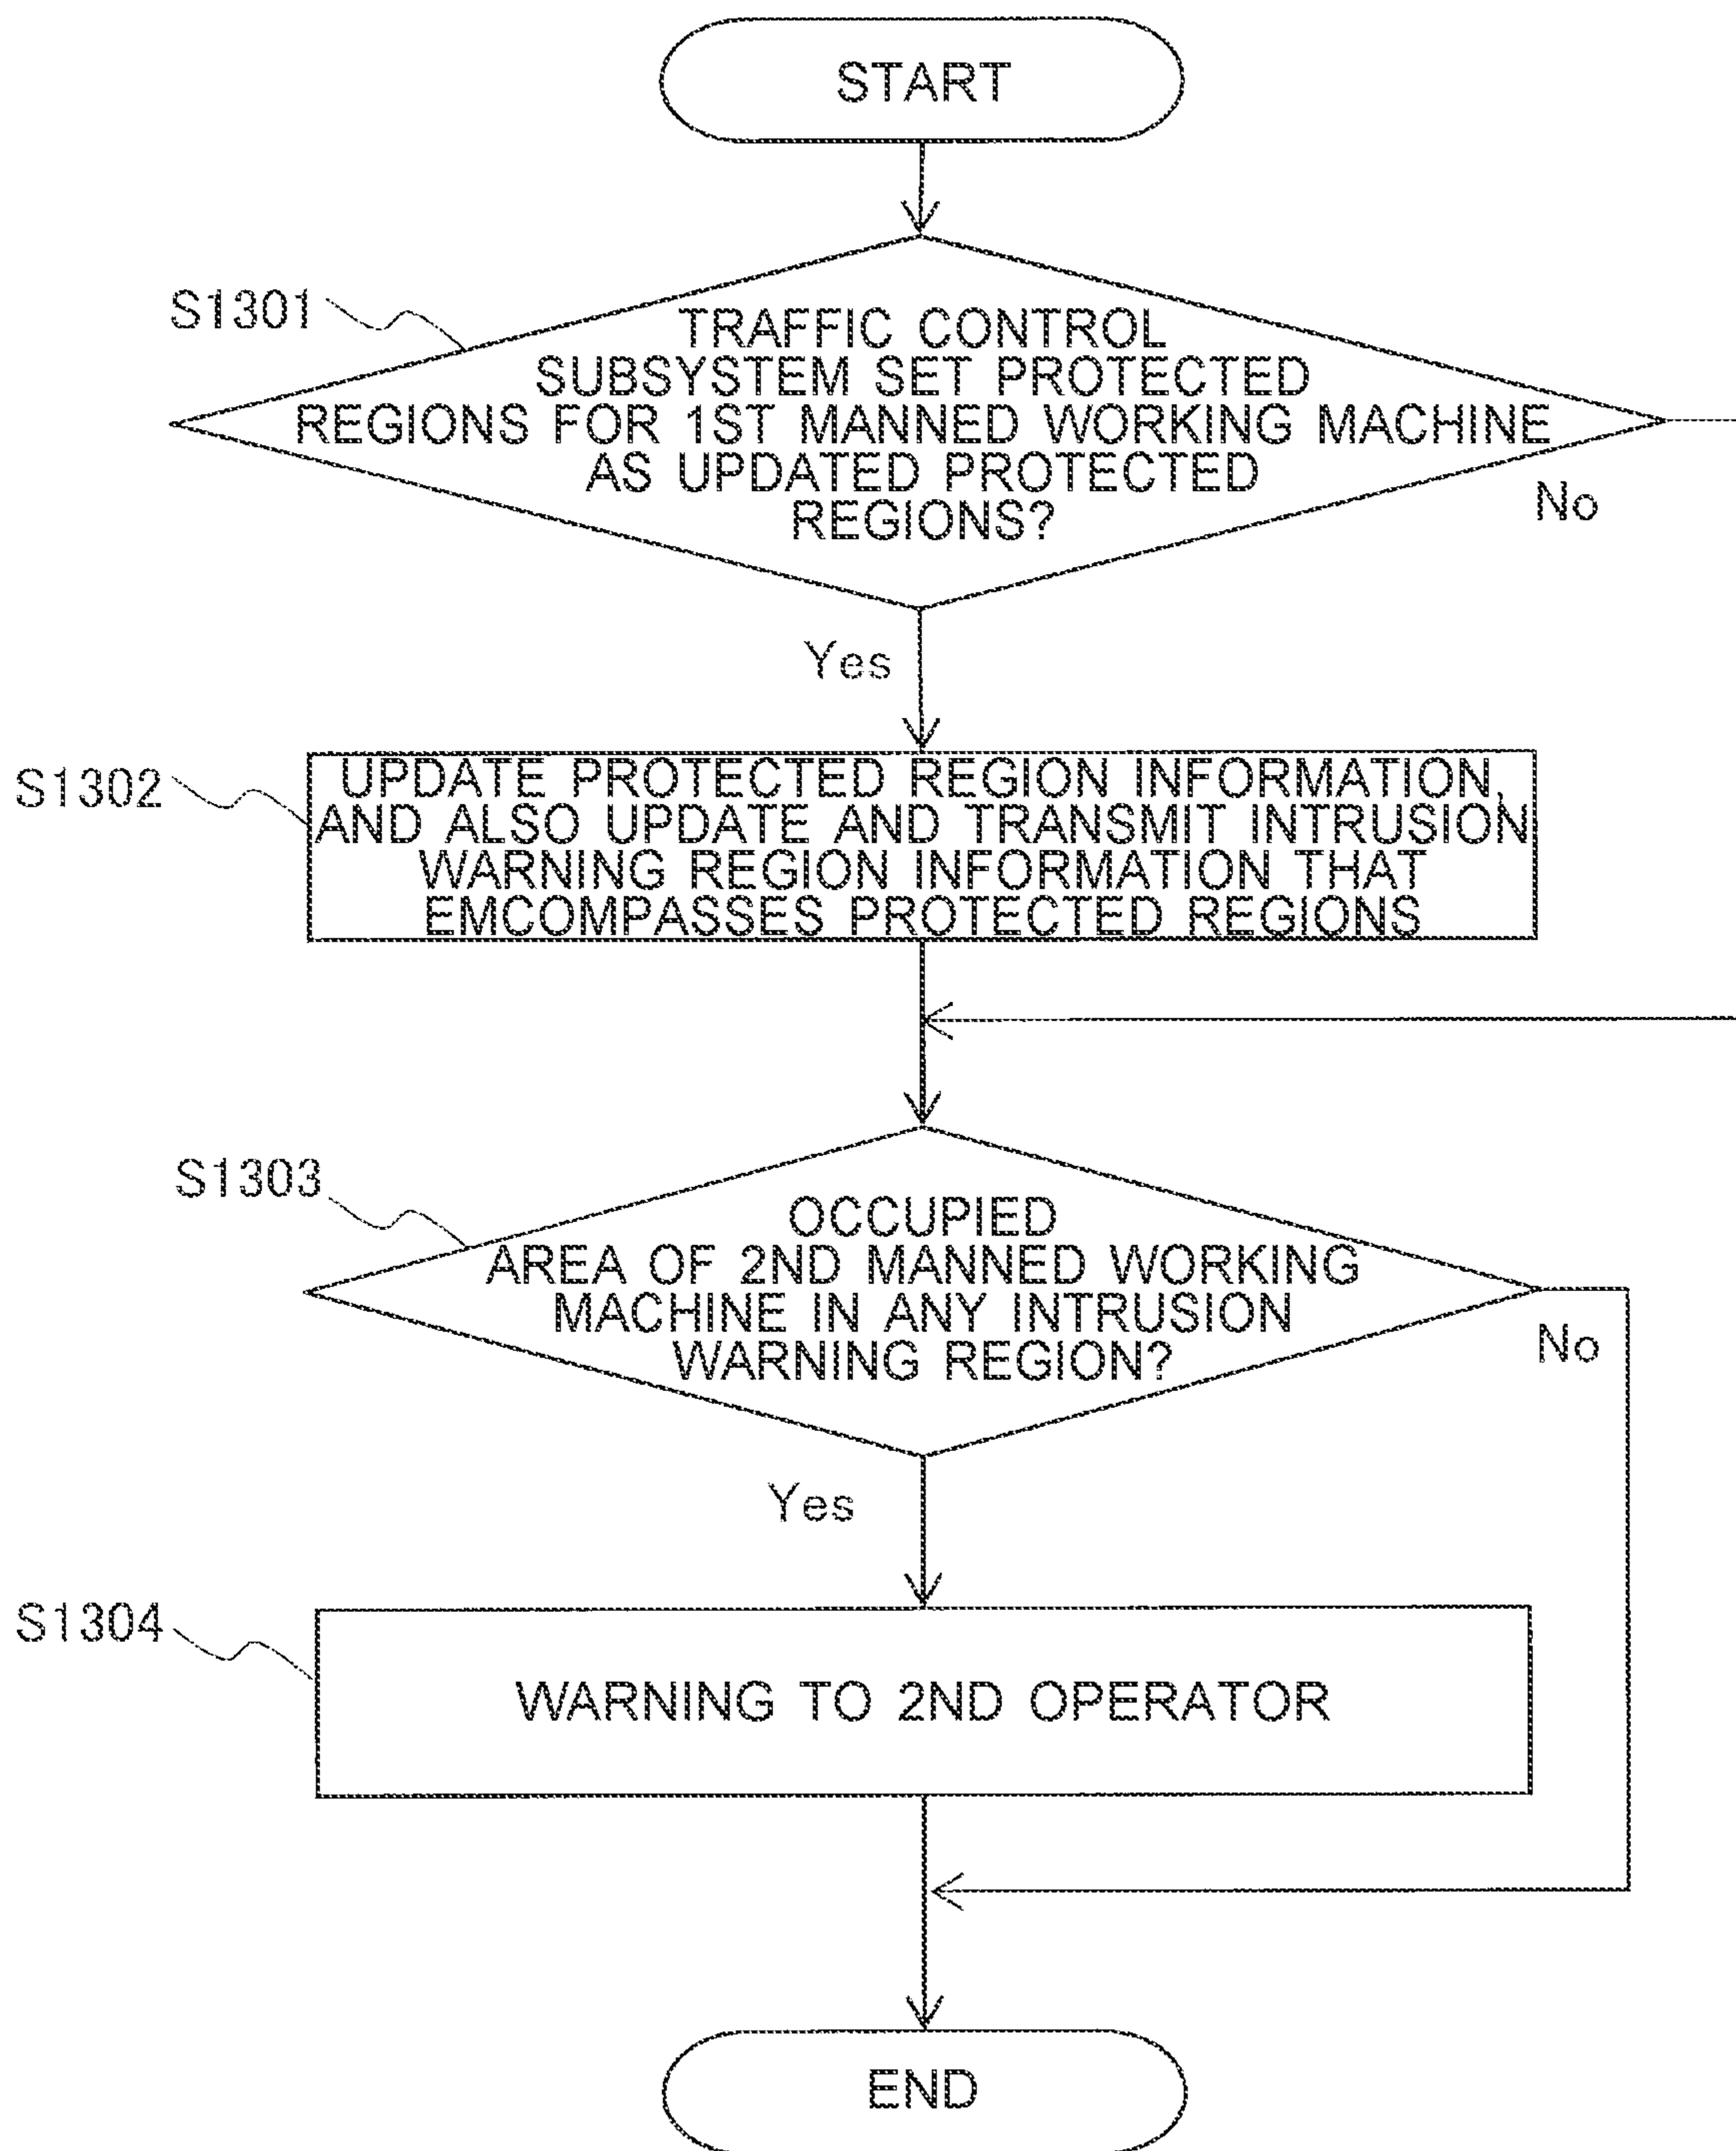 START
S1301
TRAFFIC CONTROL
SUBSYSTEM SET PROTECTED
REGIONS FOR 1ST MANNED WORKING MACHINE
AS UPDATED PROTECTED
REGIONS?
No
Yes
S1302
UPDATE PROTECTED REGION INFORMATION,
AND ALSO UPDATE AND TRANSMIT INTRUSION
WARNING REGION INFORMATION THAT
EMCOMPASSES PROTECTED REGIONS
S1303
OCCUPIED
AREA OF 2ND MANNED WORKING
MACHINE IN ANY INTRUSION
WARNING REGION?
No
Yes
S1304
WARNING TO 2ND OPERATOR
END